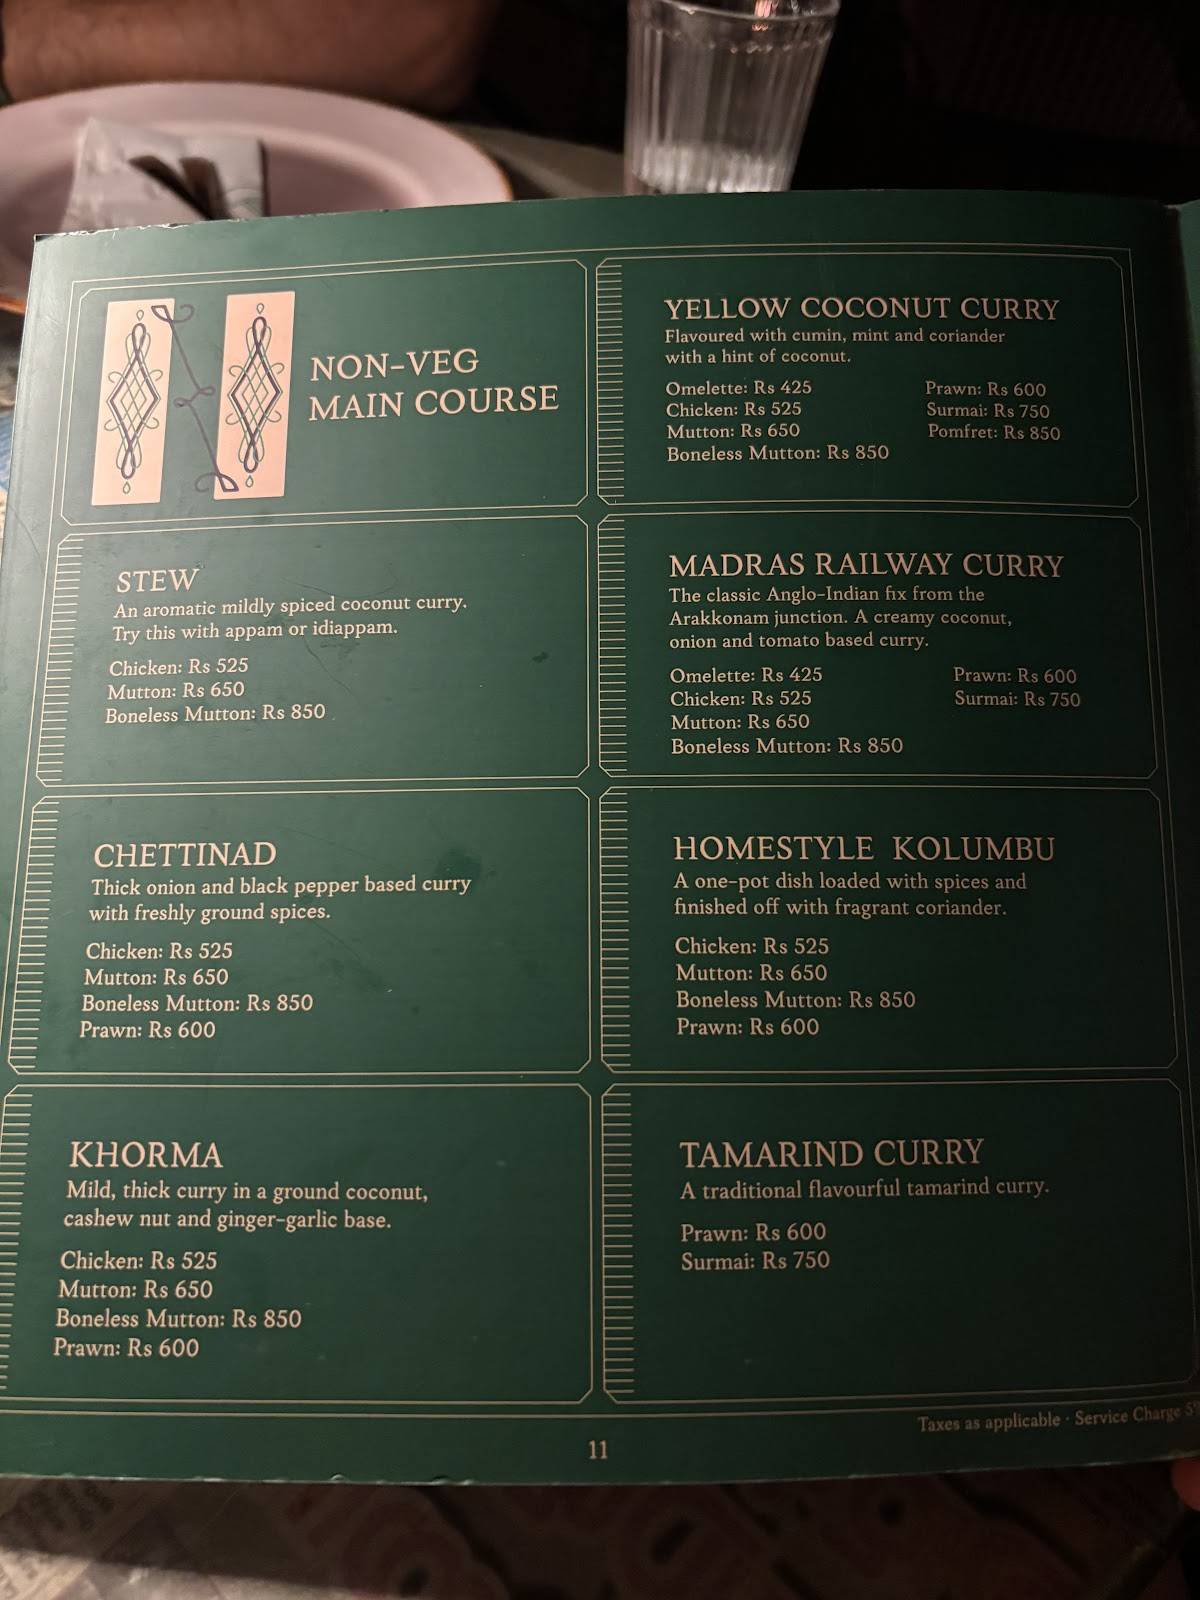 NON-VEG
MAIN COURSE
STEW
An aromatic mildly spiced coconut curry.
Try this with appam or idiappam.
Chicken: Rs 525
Mutton: Rs 650
Boneless Mutton: Rs 850
CHETTINAD
Thick onion and black pepper based curry
with freshly ground spices.
Chicken: Rs 525
Mutton: Rs 650
Boneless Mutton: Rs 850
Prawn: Rs 600
KHORMA
Mild, thick curry in a ground coconut,
cashew nut and ginger-garlic base.
Chicken: Rs 525
Mutton: Rs 650
Boneless Mutton: Rs 850
Prawn: Rs 600
YELLOW COCONUT CURRY
Flavoured with cumin, mint and coriander
with a hint of coconut.
Omelette: Rs 425
Chicken: Rs 525
Mutton: Rs 650
Boneless Mutton: Rs 850
Prawn: Rs 600
Surmai: Rs 750
Pomfret: Rs 850
MADRAS RAILWAY CURRY
The classic Anglo-Indian fix from the
Arakkonam junction. A creamy coconut,
onion and tomato based curry.
Omelette: Rs 425
Chicken: Rs 525
Mutton: Rs 650
Boneless Mutton: Rs 850
Prawn: Rs 600
Surmai: Rs 750
HOMESTYLE KOLUMBU
A one-pot dish loaded with spices and
finished off with fragrant coriander.
Chicken: Rs 525
Mutton: Rs 650
Boneless Mutton: Rs 850
Prawn: Rs 600
TAMARIND CURRY
A traditional flavourful tamarind curry.
Prawn: Rs 600
Surmai: Rs 750
Taxes as applicable · Service Charge
11